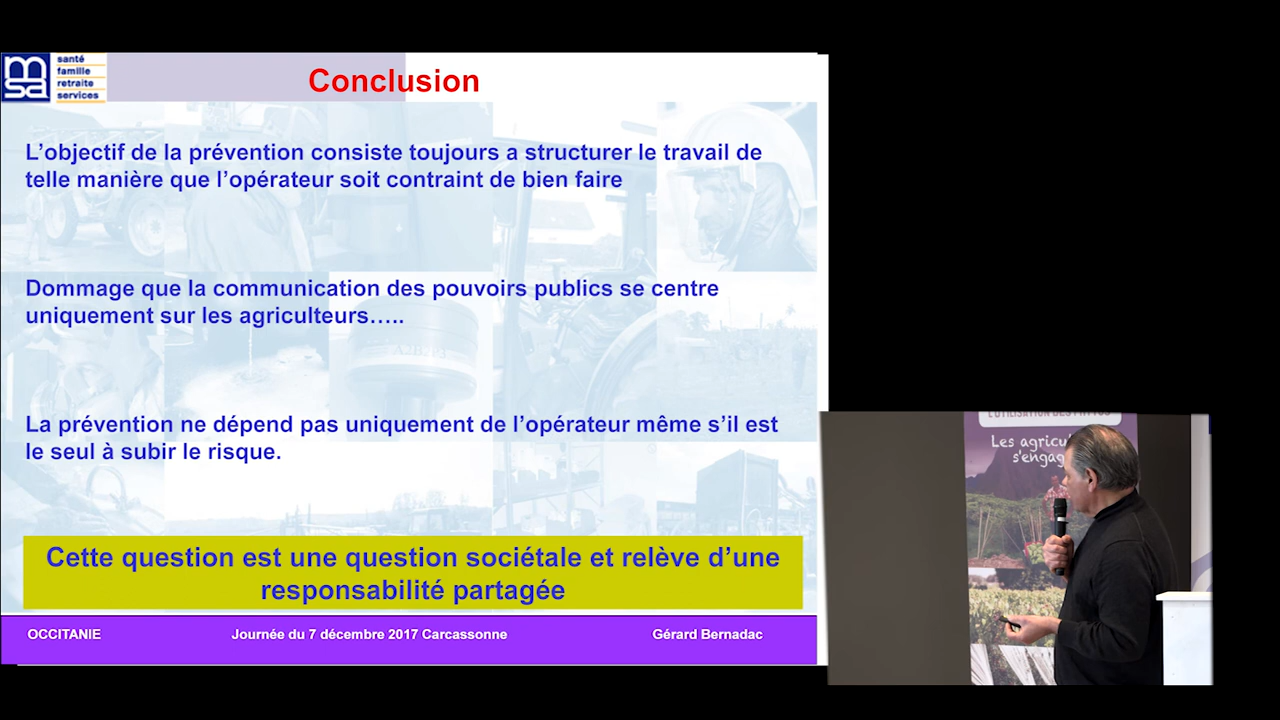 msa
santé
famille
retraite
services
Conclusion
L’objectif de la prévention consiste toujours a structurer le travail de
telle manière que l’opérateur soit contraint de bien faire
Dommage que la communication des pouvoirs publics se centre
uniquement sur les agriculteurs…..
A2B2P3
La prévention ne dépend pas uniquement de l’opérateur même s’il est
le seul à subir le risque.
Cette question est une question sociétale et relève d’une
responsabilité partagée
OCCITANIE
Journée du 7 décembre 2017 Carcassonne
Gérard Bernadac
Les